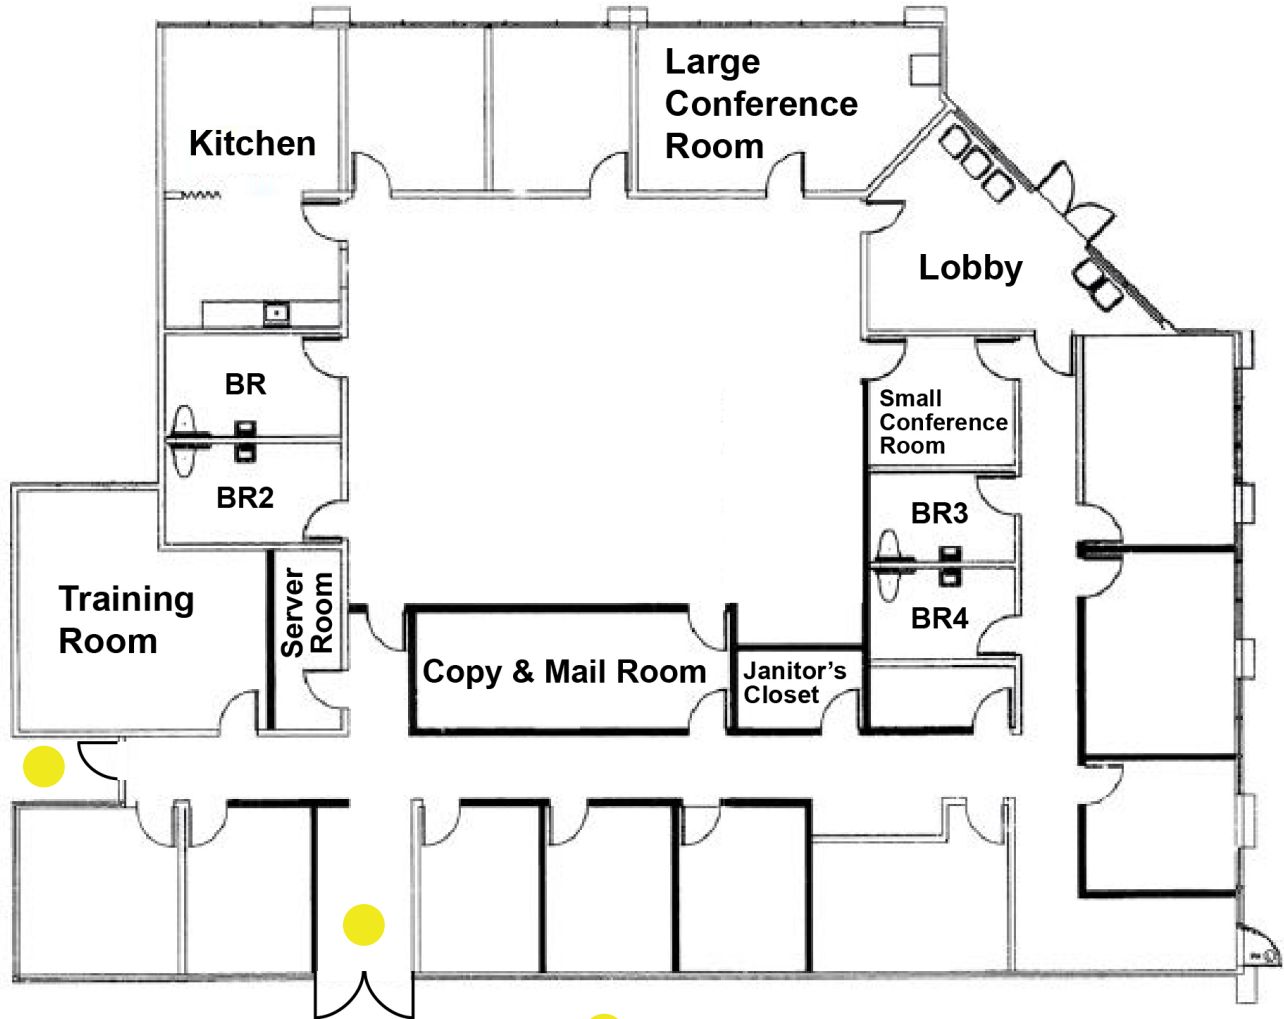 Large
Conference
Room
Kitchen
Lobby
BR
Small
Conference
Room
BR2
BR3
Training
Room
Server
Room
BR4
Copy & Mail Room
Janitor's
Closet